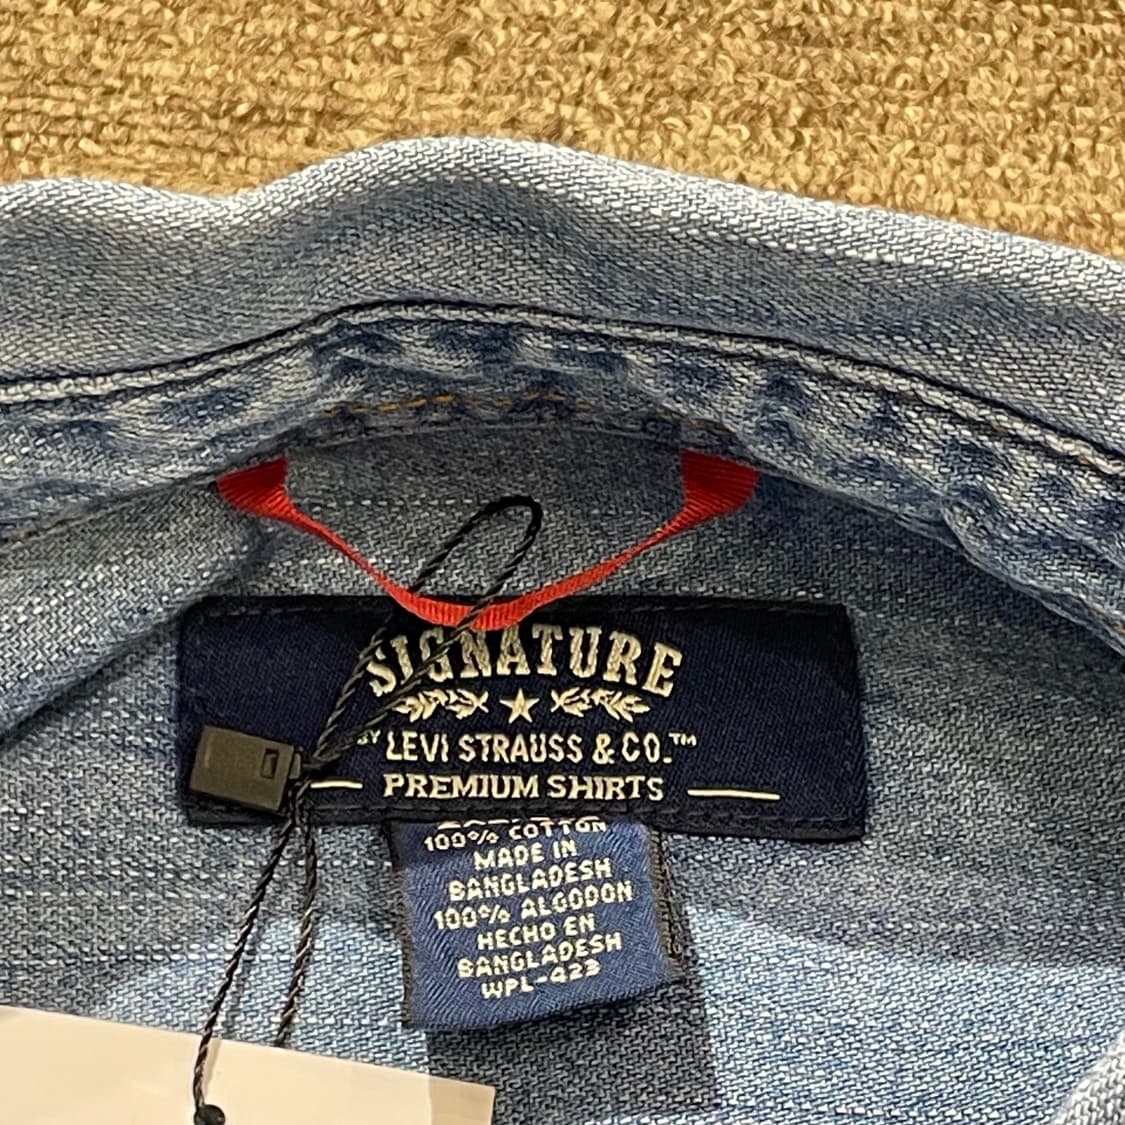 SIGNATURE
BY LEVI STRAUSS & CO.™
PREMIUM SHIRTS
100% COTTON
MADE IN
BANGLADESH
100% ALGODON
HECHO EN
BANGLADESH
WPL-423